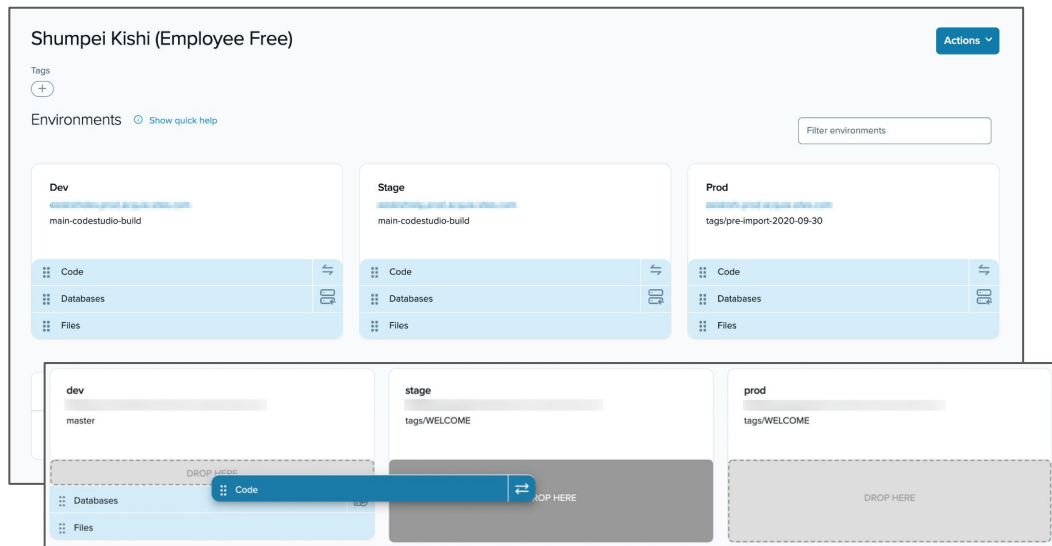 Shumpei Kishi (Employee Free)
Actions
Tags
Environments Show quick help
Filter environments
Dev
main-codestudio-build
Code
Databases
Files
Stage
main-codestudio-build
Code
Databases
Files
Prod
tags/pre-import-2020-09-30
Code
Databases
Files
dev
master
DROP HERE
Code
Databases
Files
stage
tags/WELCOME
DROP HERE
prod
tags/WELCOME
DROP HERE